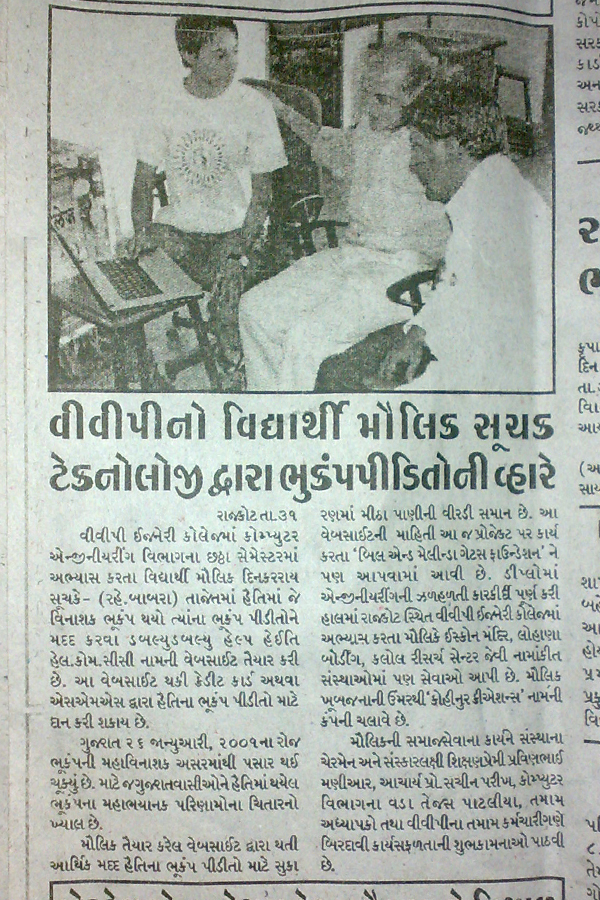 વીવીપીનો વિદ્યાર્થી મૌલિક સૂચક
ટેકનોલોજી દ્વારા ભુકંપપીડિતોની વ્હારે
રાજકોટ તા.૩૧
વીવીપી ઈજનેરી કોલેજમાં કોમ્પ્યુટર
એન્જીનીયરીંગ વિભાગના છઠ્ઠા સેમેસ્ટરમાં
અભ્યાસ કરતા વિદ્યાર્થી મૌલિક દિનકરરાય
સૂચકે- (રહે.બાબરા) તાજેતમાં હૈતિમાં જે
વિનાશક ભૂકંપ થયો ત્યાંના ભૂકંપ પીડીતોને
મદદ કરવા ડબલ્યુડબલ્યુ હેલ્પ હેઈતિ
હેલ.કોમ.સીસી નામની વેબસાઈટ તૈયાર કરી
છે. આ વેબસાઈટ થકી ક્રેડીટ કાર્ડ અથવા
એસએમએસ દ્વારા હૈતિના ભૂકંપ પીડીતો માટે
દાન કરી શકાય છે.
ગુજરાત ૨૬ જાન્યુઆરી, ૨૦૦૧ના રોજ
ભૂકંપની મહાવિનાશક અસરમાંથી પસાર થઈ
ચૂક્યું છે. માટે જ ગુજરાતવાસીઓને હૈતિમાં થયેલ
ભૂકંપના મહાભયાનક પરિણામોના ચિતારનો
ખ્યાલ છે.
મૌલિક તૈયાર કરેલ વેબસાઈટ દ્વારા થતી
આર્થિક મદદ હૈતિના ભૂકંપ પીડીતો માટે સુકા
રણમાં મીઠા પાણીની વીરડી સમાન છે. આ
વેબસાઈટની માહિતી આ જ પ્રોજેકટ પર કાર્ય
કરતા 'બિલ એન્ડ મેલીન્ડા ગેટસ ફાઉન્ડેશન' ને
પણ આપવામાં આવી છે. ડીપ્લોમાં
એન્જીનીયરીંગની ઝળહળતી કારકીર્દી પૂર્ણ કરી
હાલમાં રાજકોટ સ્થિત વીવીપી ઈજનેરી કોલેજમાં
અભ્યાસ કરતા મૌલિકે ઈસ્કોન મંદિર, લોહાણા
બોર્ડીંગ, કલોલ રીસર્ચ સેન્ટર જેવી નામાંકીત
સંસ્થાઓમાં પણ સેવાઓ આપી છે. મૌલિક
ખૂબજ નાની ઉંમરથી 'કોહીનુર ક્રીએશન્સ' નામની
કંપેની ચલાવે છે.
મૌલિકની સમાજસેવાના કાર્યને સંસ્થાના
ચેરમેન અને સંસ્કારલક્ષી શિક્ષણપ્રેમી પ્રવિણભાઈ
મણીઆર, આચાર્ય પ્રો.સચીન પરીખ, કોમ્પ્યુટર
વિભાગના વડા તેજસ પાટલીયા, તમામ
અધ્યાપકો તથા વીવીપીના તમામ કર્મચારીગણે
બિરદાવી કાર્યસફળતાની શુભકામનાઓ પાઠવી
છે.